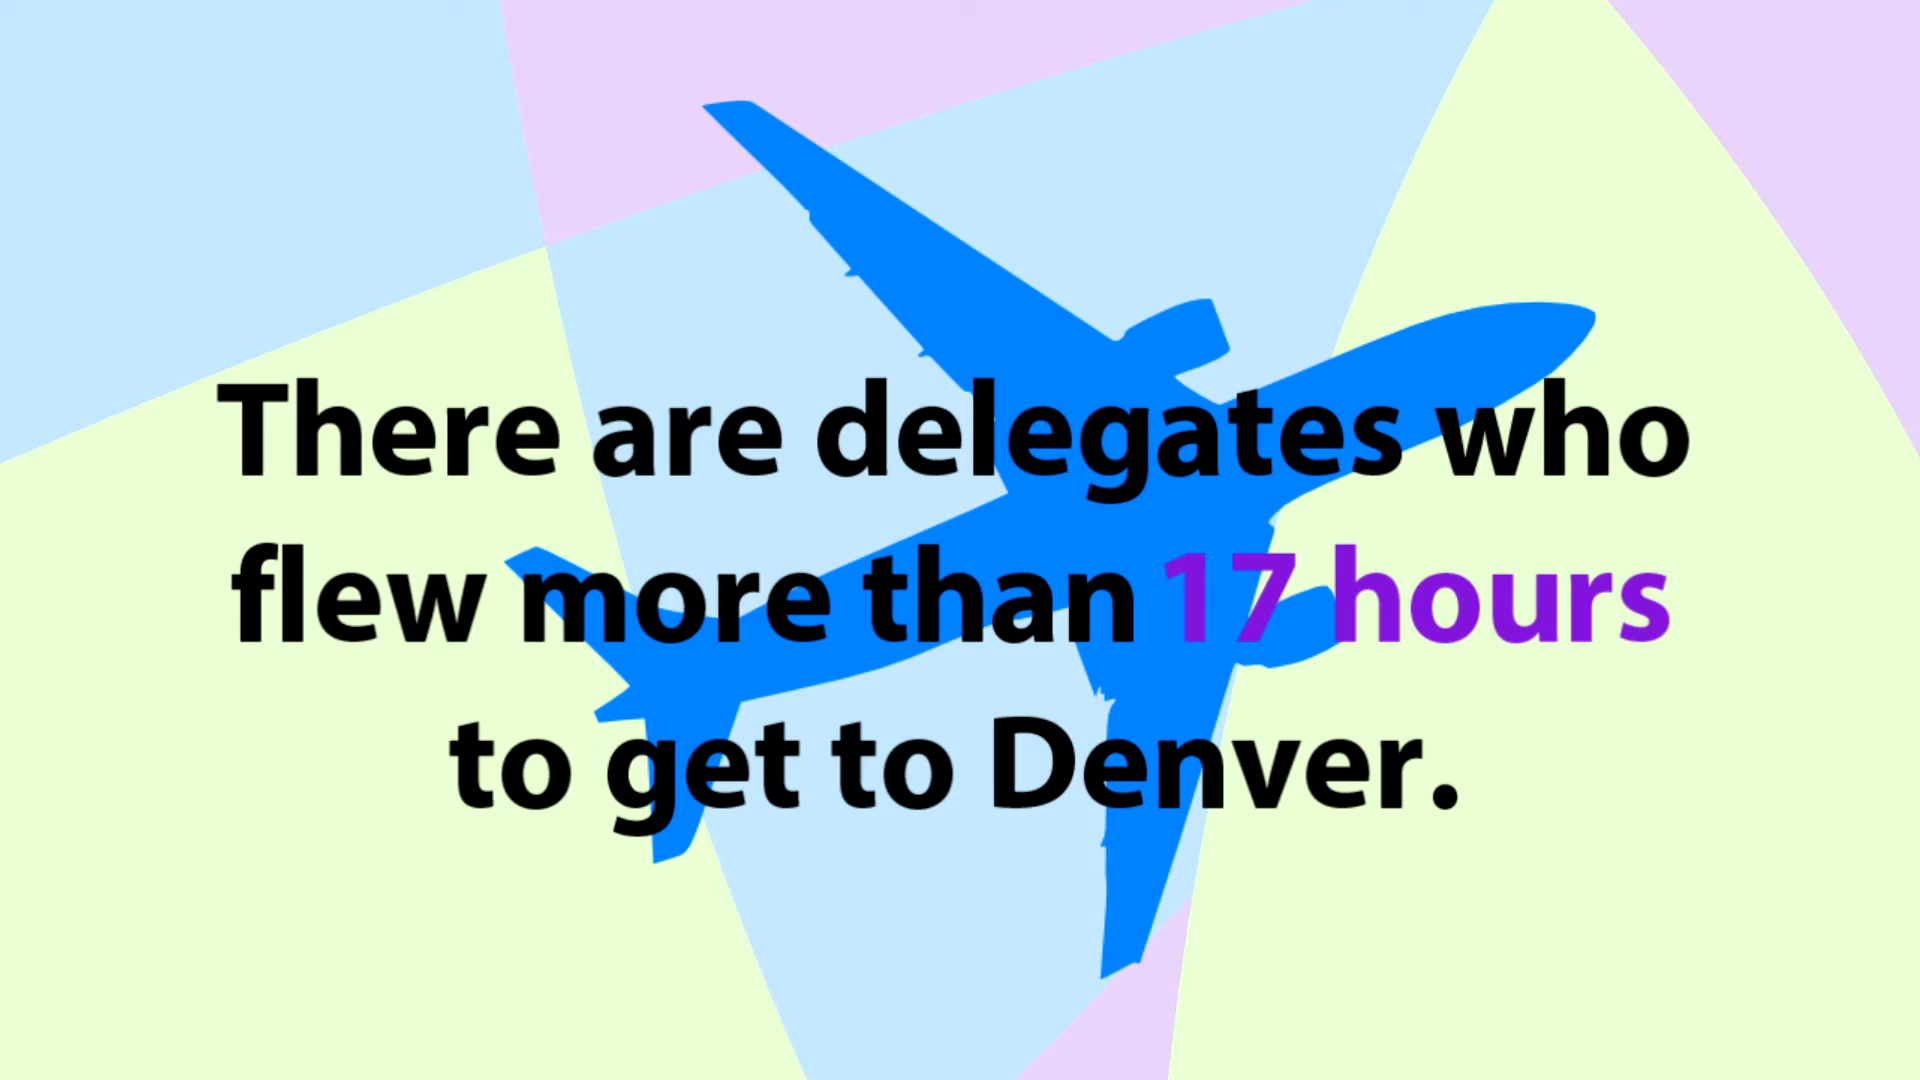 There are delegates who
flew more than 17 hours
to get to Denver.